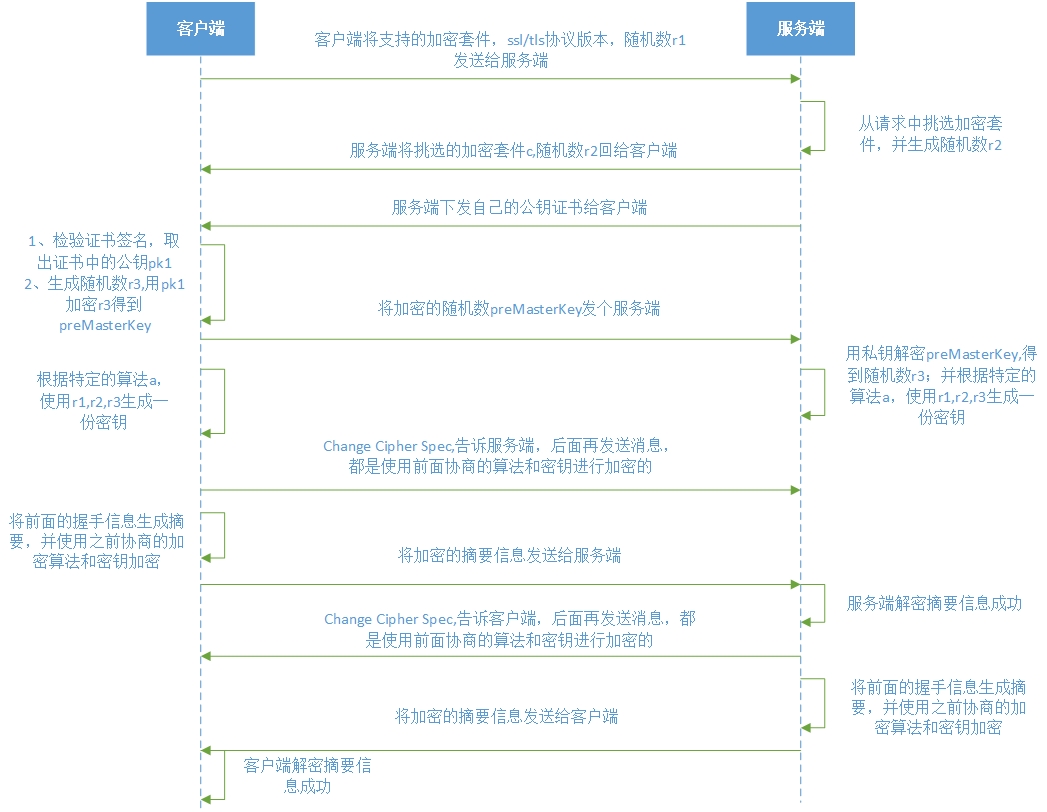 客户端
服务端
客户端将支持的加密套件，ssl/tls协议版本，随机数r1
发送给服务端
从请求中挑选加密套
件，并生成随机数r2
服务端将挑选的加密套件c,随机数r2回给客户端
服务端下发自己的公钥证书给客户端
1、检验证书签名，取
出证书中的公钥pk1
2、生成随机数r3,用pk1
加密r3得到
preMasterKey
将加密的随机数preMasterKey发个服务端
用私钥解密preMasterKey,得
到随机数r3；并根据特定的
算法a，使用r1,r2,r3生成一
份密钥
根据特定的算法a，
使用r1,r2,r3生成一
份密钥
Change Cipher Spec,告诉服务端，后面再发送消息，
都是使用前面协商的算法和密钥进行加密的
将前面的握手信息生成摘
要，并使用之前协商的加
密算法和密钥加密
将加密的摘要信息发送给服务端
服务端解密摘要信息成功
Change Cipher Spec,告诉客户端，后面再发送消息，都
是使用前面协商的算法和密钥进行加密的
将前面的握手信息生成摘
要，并使用之前协商的加
密算法和密钥加密
将加密的摘要信息发送给客户端
客户端解密摘要信
息成功